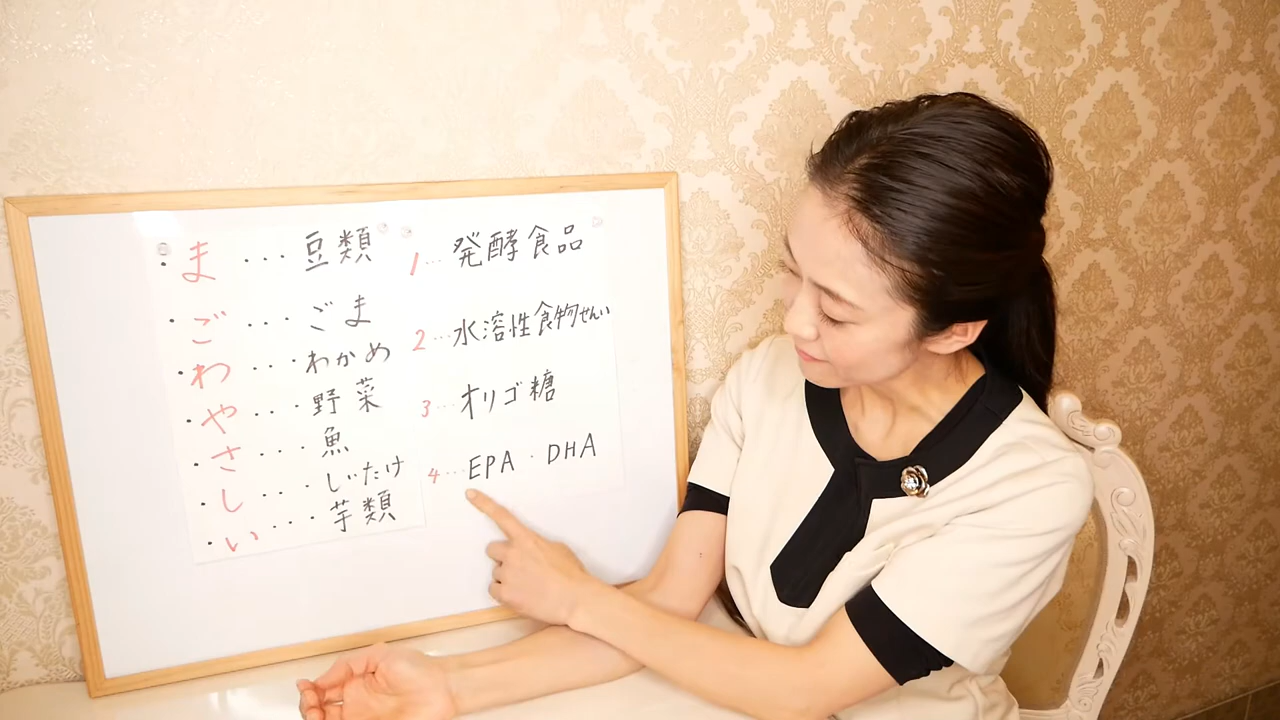 ・ま・・・豆類
・ご・・・ごま
・わ・・・わかめ
・や・・・野菜
・さ・・・魚
・し・・・しいたけ
・い・・・芋類
1・・・発酵食品
2・・・水溶性食物せんい
3・・・オリゴ糖
4・・・EPA・DHA